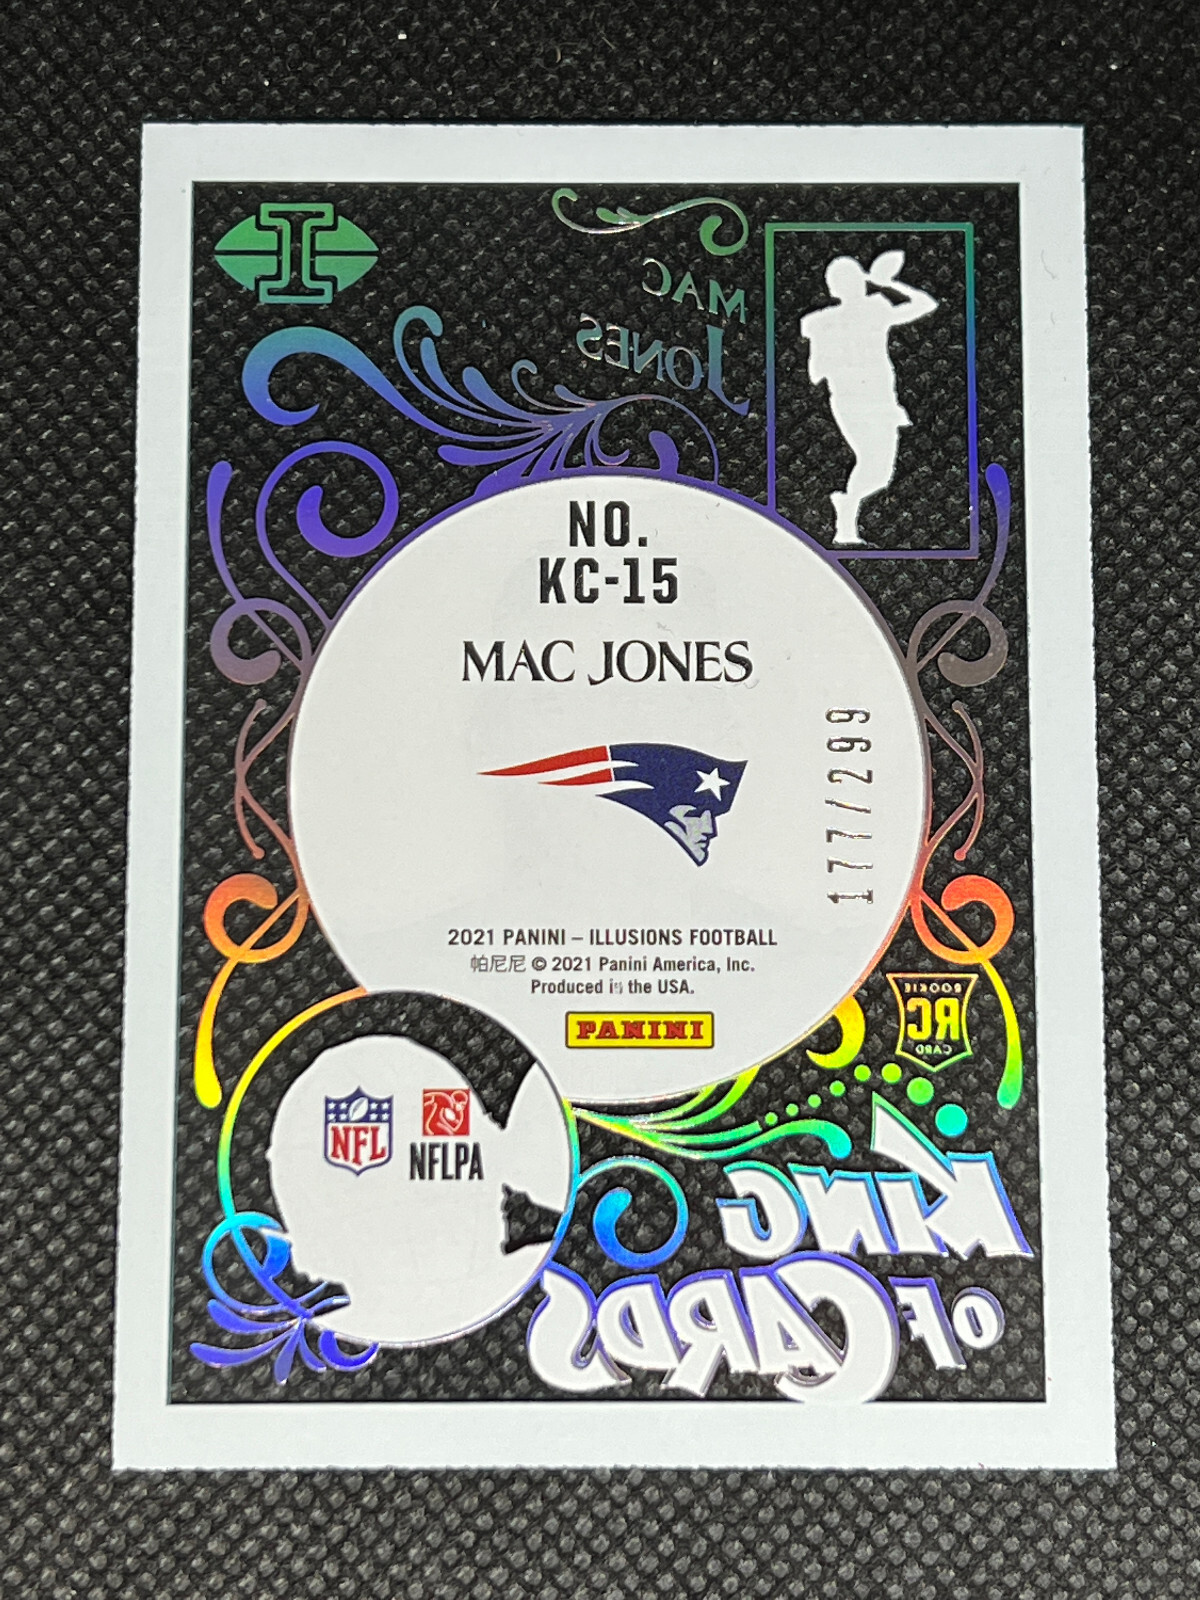 I
MAC
JONES
NO.
KC-15
MAC JONES
177/299
2021 PANINI – ILLUSIONS FOOTBALL
帕尼尼 © 2021 Panini America, Inc.
Produced in the USA.
PANINI
ROOKIE
RC
CARD
NFL
NFLPA
KING
OF CARDS